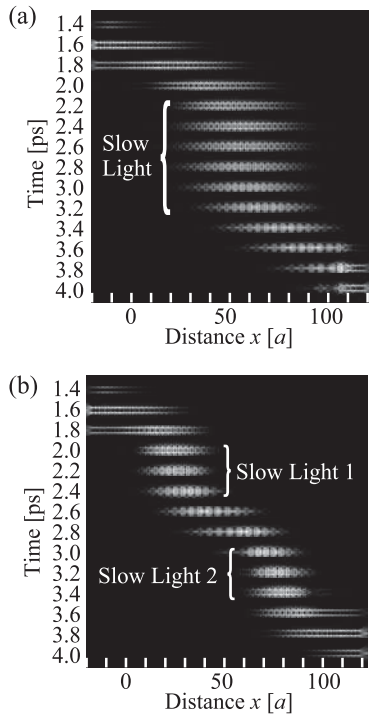 (a)
1.4
1.6
1.8
2.0
2.2
2.4
2.6
2.8
3.0
3.2
3.4
3.6
3.8
4.0
Time [ps]
Slow
Light
0 50 100
Distance x [a]
(b)
1.4
1.6
1.8
2.0
2.2
2.4
2.6
2.8
3.0
3.2
3.4
3.6
3.8
4.0
Time [ps]
Slow Light 1
Slow Light 2
0 50 100
Distance x [a]